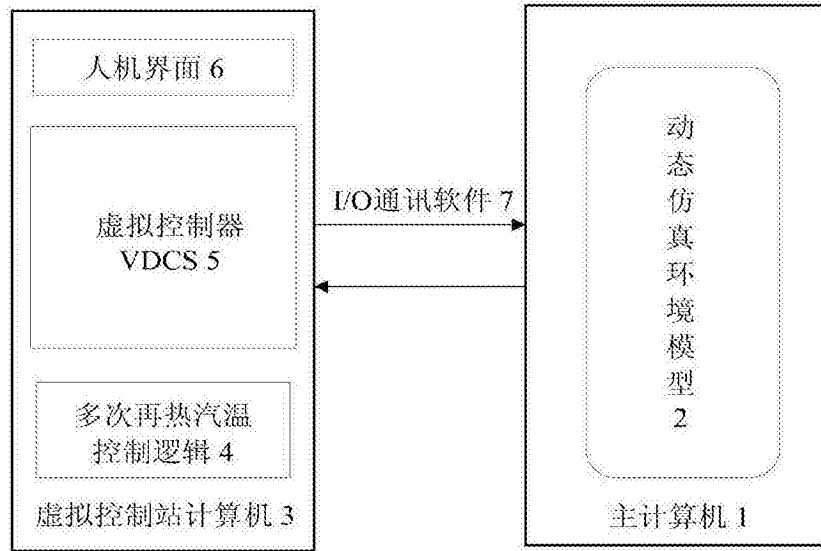 人机界面 6
虚拟控制器
VDCS 5
多次再热汽温
控制逻辑 4
虚拟控制站计算机 3
I/O通讯软件 7
动态仿真环境模型2
主计算机 1